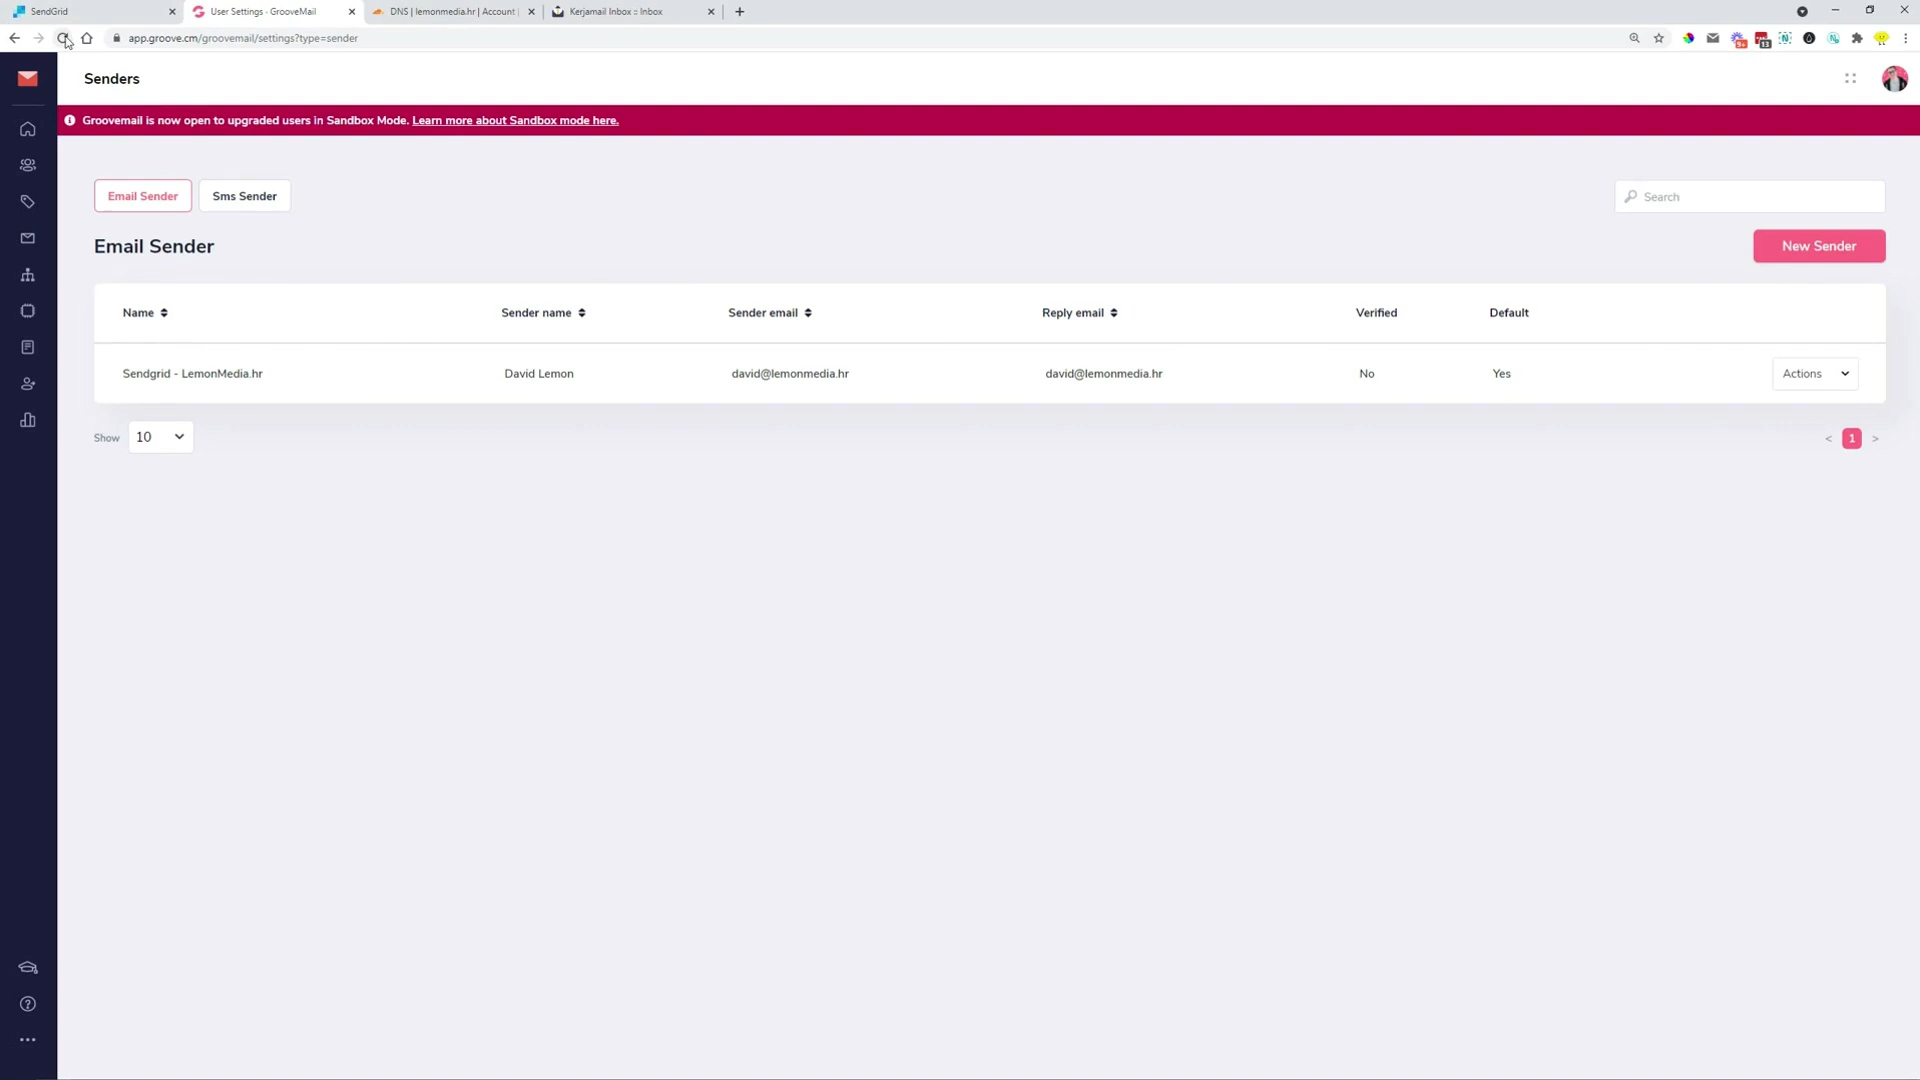 SendGrid
User Settings - GrooveMail
DNS | lemonmedia.hr | Account
Kerjamail Inbox :: Inbox
app.groove.cm/groovemail/settings?type=sender
9+
13
Senders
Groovemail is now open to upgraded users in Sandbox Mode. Learn more about Sandbox mode here.
Email Sender
Sms Sender
Search
Email Sender
New Sender
Name
Sender name
Sender email
Reply email
Verified
Default
Sendgrid - LemonMedia.hr
David Lemon
david@lemonmedia.hr
david@lemonmedia.hr
No
Yes
Actions
Show
10
< 1 >